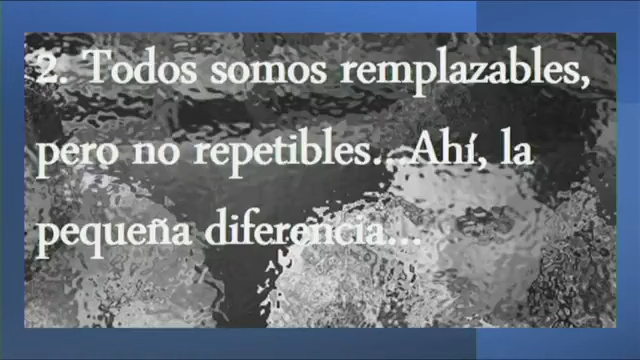 2. Todos somos remplazables,
pero no repetibles...Ahí, la
pequeña diferencia...